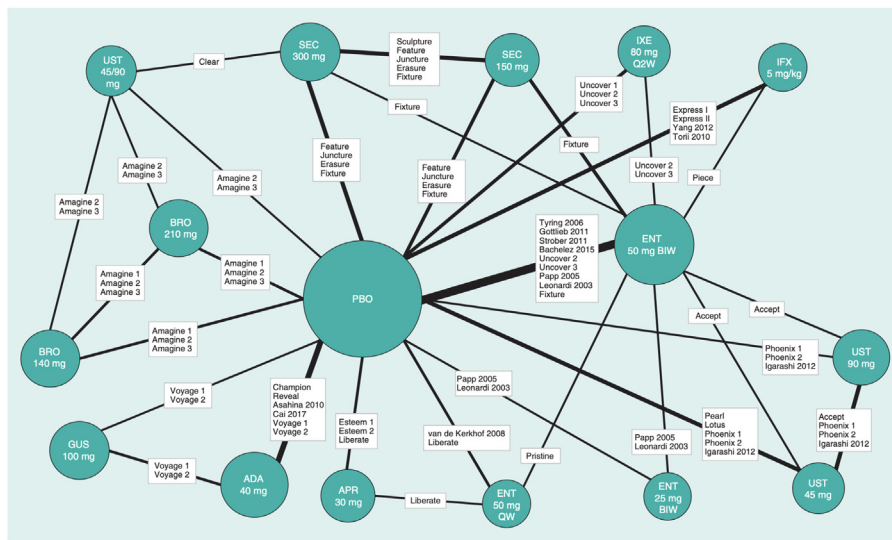 UST
45/90
mg
Clear
SEC
300 mg
Sculpture
Feature
Juncture
Erasure
Fixture
SEC
150 mg
IXE
80 mg
Q2W
IFX
5 mg/kg
Uncover 1
Uncover 2
Uncover 3
Fixture
Express I
Express II
Yang 2012
Torii 2010
Fixture
Feature
Juncture
Erasure
Fixture
Feature
Juncture
Erasure
Fixture
Uncover 2
Uncover 3
Piece
Amagine 2
Amagine 3
Amagine 2
Amagine 3
Amagine 2
Amagine 3
BRO
210 mg
Tyring 2006
Gottlieb 2011
Strober 2011
Bachelez 2015
Uncover 2
Uncover 3
Papp 2005
Leonardi 2003
Fixture
ENT
50 mg BIW
Amagine 1
Amagine 2
Amagine 3
Amagine 1
Amagine 2
Amagine 3
PBO
Accept
Accept
Amagine 1
Amagine 2
Amagine 3
BRO
140 mg
Phoenix 1
Phoenix 2
Igarashi 2012
UST
90 mg
Voyage 1
Voyage 2
Champion
Reveal
Asahina 2010
Cai 2017
Voyage 1
Voyage 2
Papp 2005
Leonardi 2003
Esteem 1
Esteem 2
Liberate
van de Kerkhof 2008
Liberate
Papp 2005
Leonardi 2003
Pearl
Lotus
Phoenix 1
Phoenix 2
Igarashi 2012
Accept
Phoenix 1
Phoenix 2
Igarashi 2012
GUS
100 mg
Voyage 1
Voyage 2
Pristine
ADA
40 mg
APR
30 mg
Liberate
ENT
50 mg
QW
ENT
25 mg
BIW
UST
45 mg